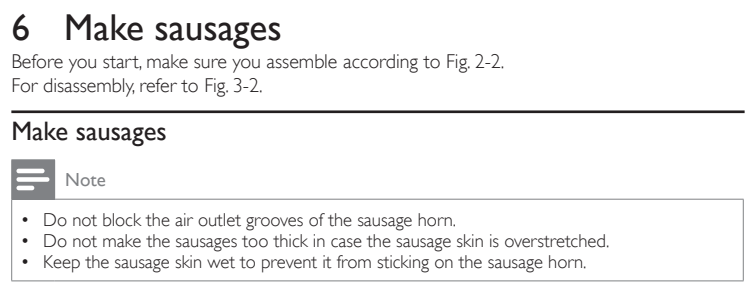 6 Make sausages
Before you start, make sure you assemble according to Fig. 2-2.
For disassembly, refer to Fig. 3-2.
Make sausages
Note
• Do not block the air outlet grooves of the sausage horn.
• Do not make the sausages too thick in case the sausage skin is overstretched.
• Keep the sausage skin wet to prevent it from sticking on the sausage horn.